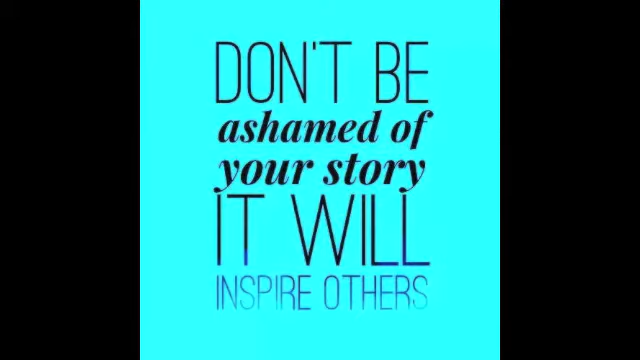 DON'T BE
ashamed of
your story
IT WILL
INSPIRE OTHERS